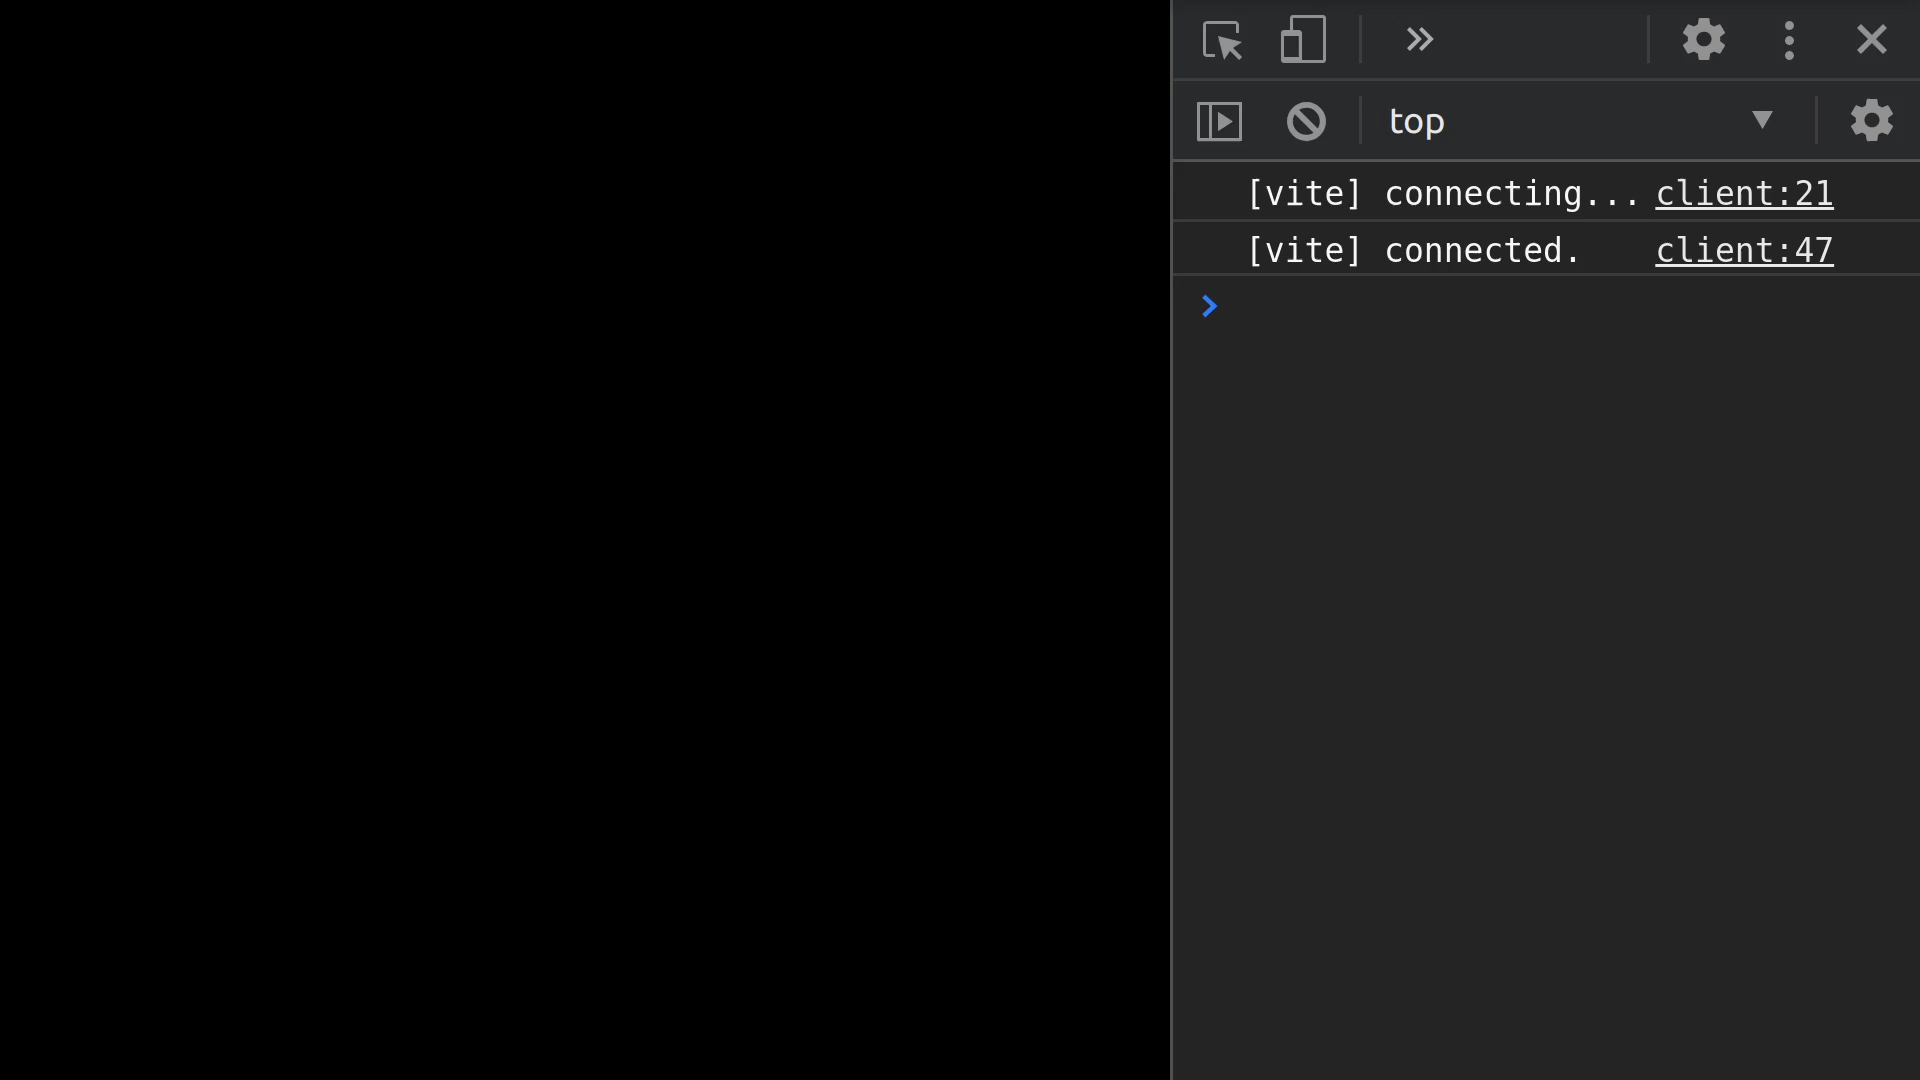 top
[vite] connecting... client:21
[vite] connected. client:47